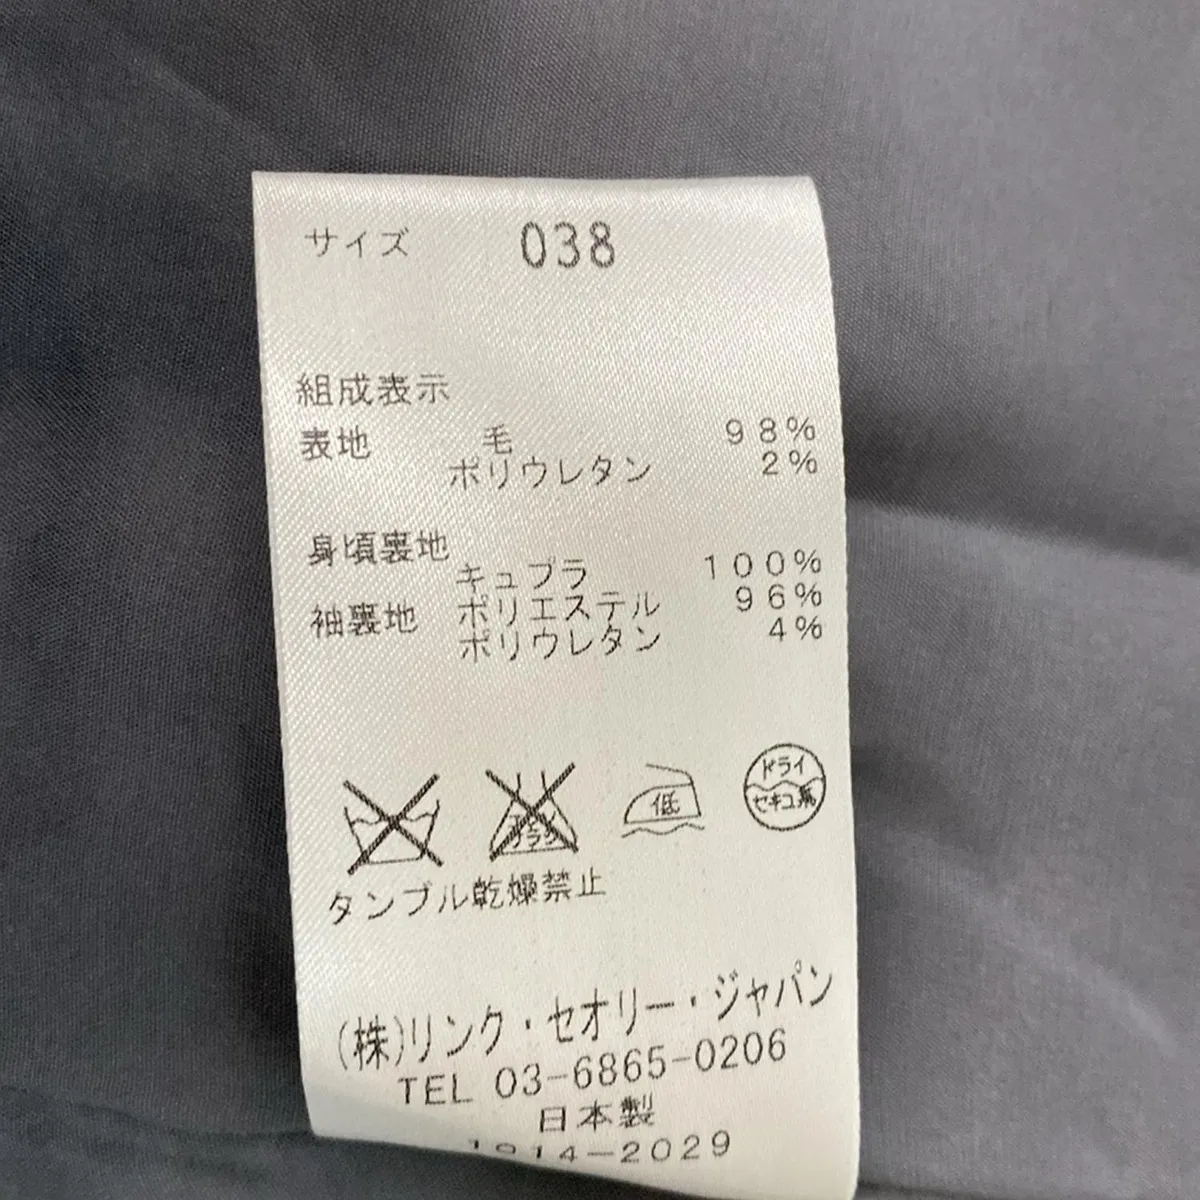 サイズ 038
組成表示
表地 毛 98%
ポリウレタン 2%
身頃裏地
キュプラ 100%
袖裏地 ポリエステル 96%
ポリウレタン 4%
低
ドライ
セキユ系
タンブル乾燥禁止
(株)リンク・セオリー・ジャパン
TEL 03-6865-0206
日本製
1914-2029